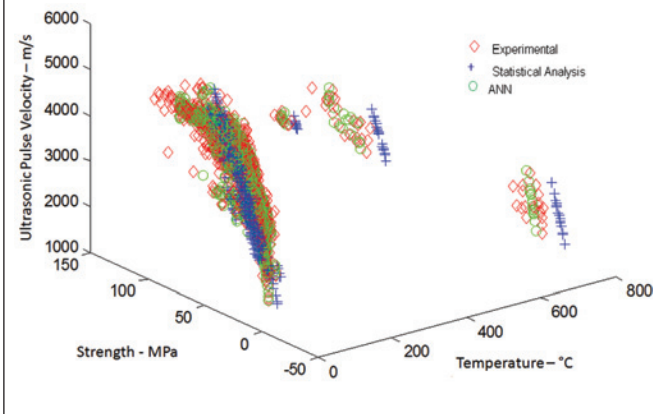 6000
5000
4000
3000
2000
1000
Ultrasonic Pulse Velocity – m/s
150
100
50
0
-50
Strength - MPa
0
200
400
600
800
Temperature – °C
Experimental
Statistical Analysis
ANN